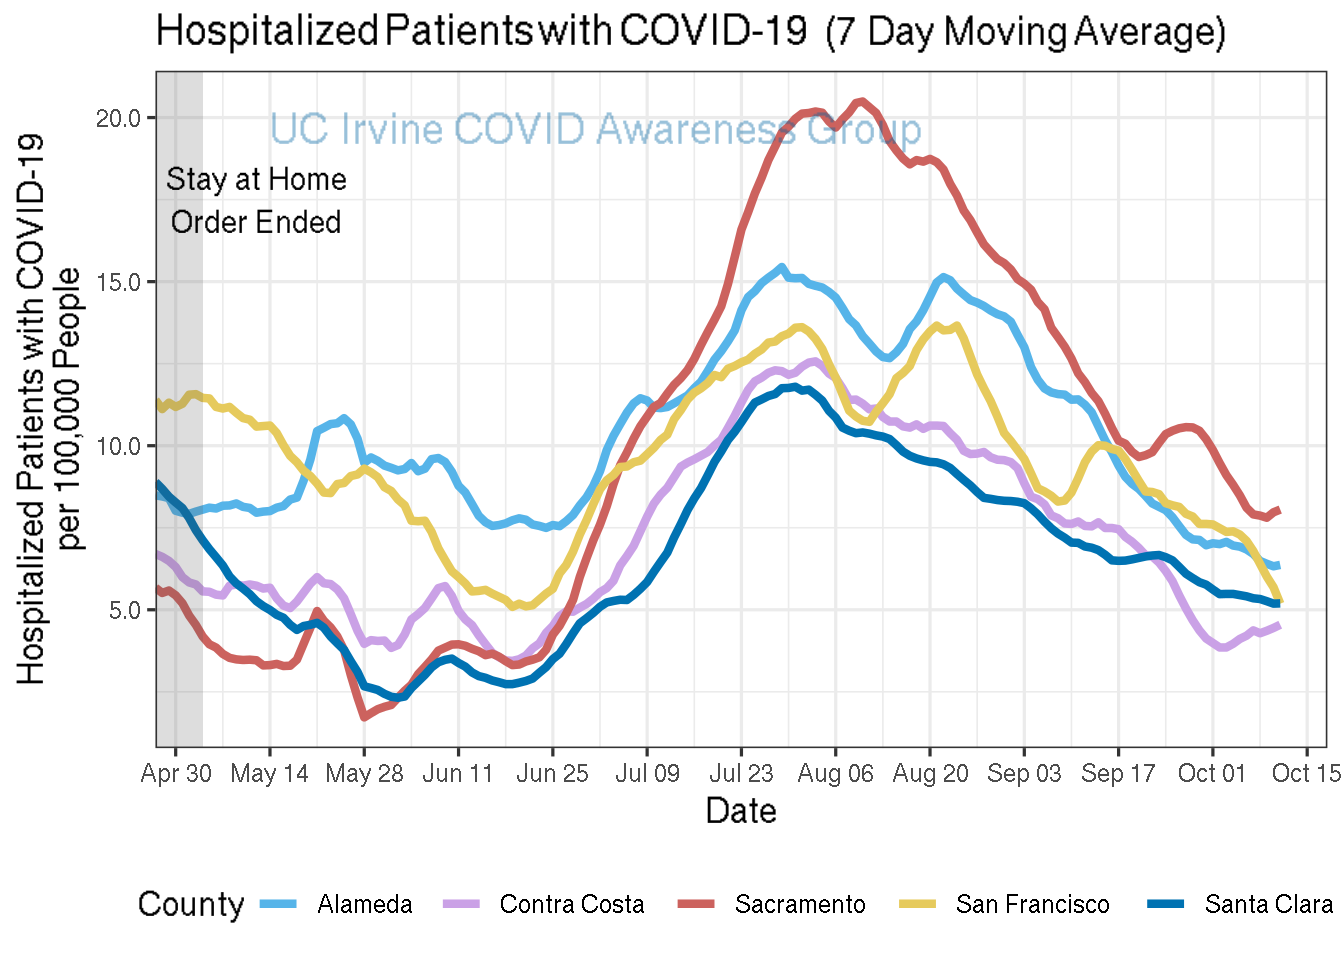 Hospitalized Patients with COVID-19 (7 Day Moving Average)
UC Irvine COVID Awareness Group
Stay at Home
Order Ended
Hospitalized Patients with COVID-19
per 100,000 People
20.0
15.0
10.0
5.0
Apr 30 May 14 May 28 Jun 11 Jun 25 Jul 09 Jul 23 Aug 06 Aug 20 Sep 03 Sep 17 Oct 01 Oct 15
Date
County Alameda Contra Costa Sacramento San Francisco Santa Clara